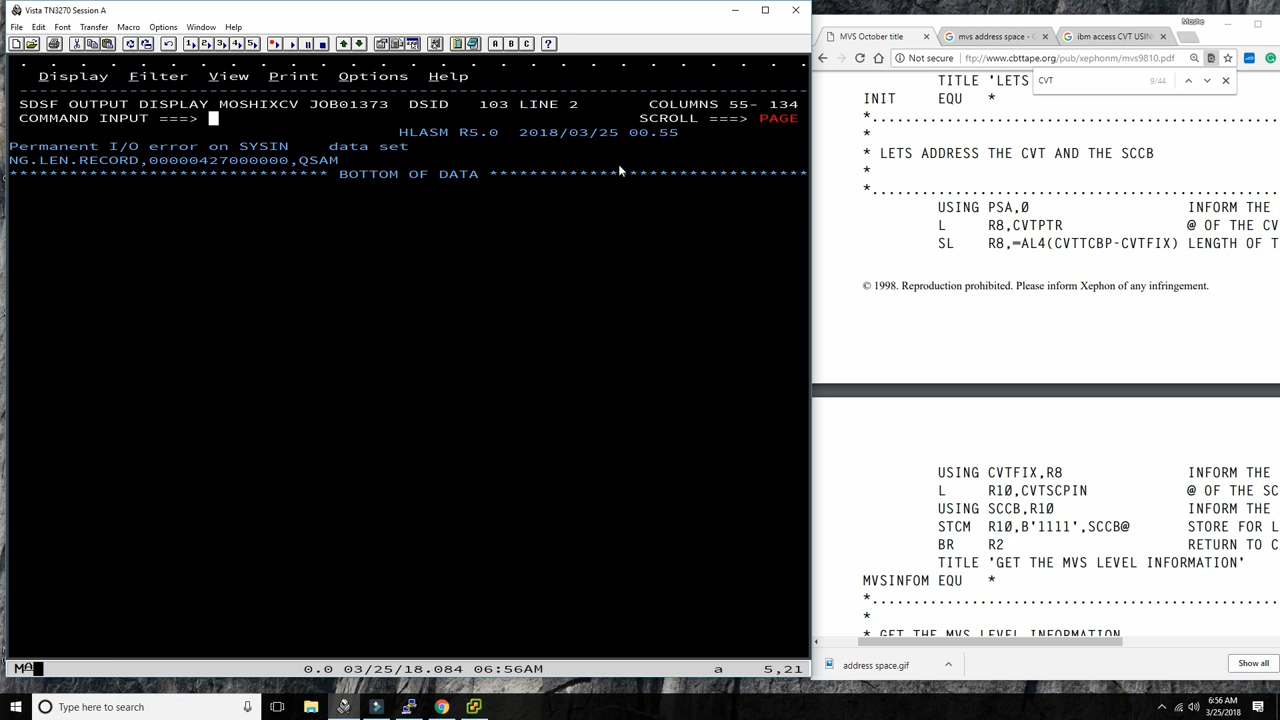 Vista TN3270 Session A
File Edit Font Transfer Macro Options Window Help
Display Filter View Print Options Help
SDSF OUTPUT DISPLAY MOSHIXCV JOB01373 DSID 103 LINE 2 COLUMNS 55- 134
COMMAND INPUT ===> SCROLL ===> PAGE
HLASM R5.0 2018/03/25 00.55
Permanent I/O error on SYSIN data set
NG.LEN.RECORD,00000427000000,QSAM
******************************** BOTTOM OF DATA ********************************
0.0 03/25/18.084 06:56AM a 5,21
Moshe
MVS October title
mvs address space - G
ibm access CVT USIN
Not secure ftp://www.cbttape.org/pub/xephonm/mvs9810.pdf
CVT 9/44
TITLE 'LETS
INIT EQU *
*
* LETS ADDRESS THE CVT AND THE SCCB
*
USING PSA,0 INFORM THE
L R8,CVTPTR @ OF THE CV
SL R8,=AL4(CVTTCBP-CVTFIX) LENGTH OF T
© 1998. Reproduction prohibited. Please inform Xephon of any infringement.
USING CVTFIX,R8 INFORM THE
L R10,CVTSCPIN @ OF THE SC
USING SCCB,R10 INFORM THE
STCM R10,B'1111',SCCB@ STORE FOR L
BR R2 RETURN TO C
TITLE 'GET THE MVS LEVEL INFORMATION'
MVSINFOM EQU *
*
* GET THE MVS LEVEL INFORMATION
address space.gif
Show all
Type here to search
6:56 AM
3/25/2018